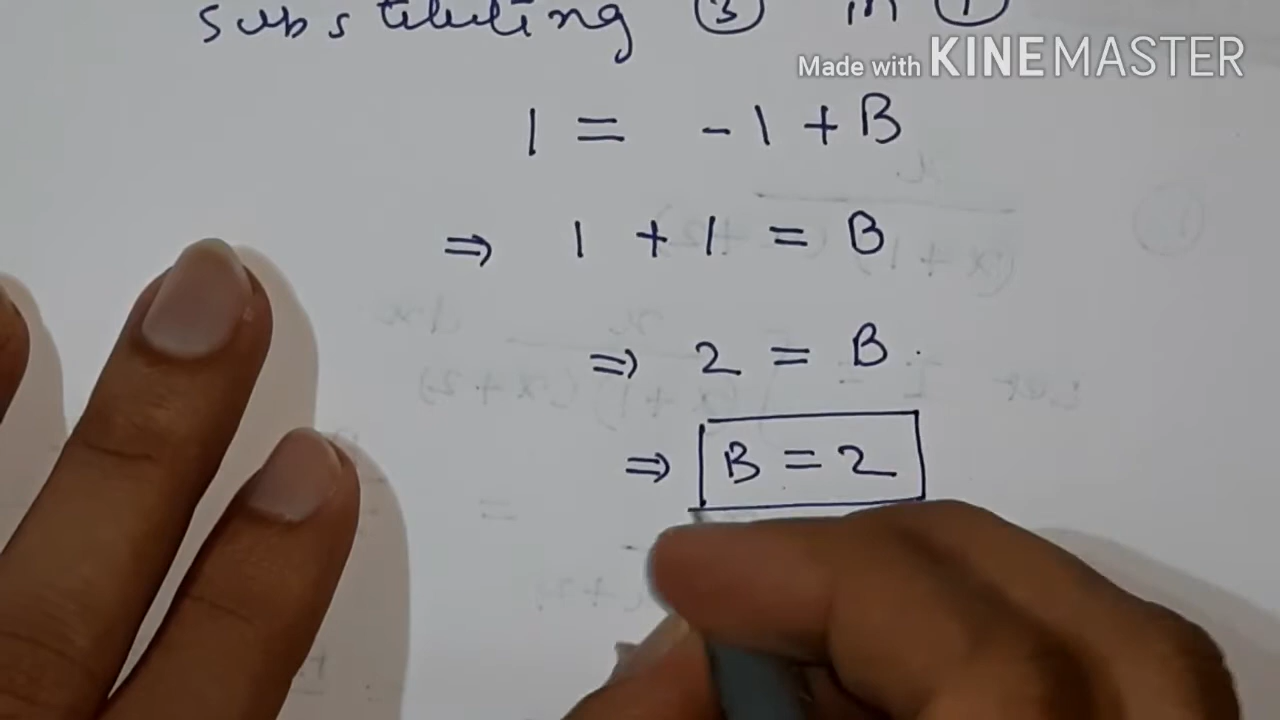 substituting ③ in ①
Made with KINEMASTER
1 = -1 + B
⇒ 1 + 1 = B
⇒ 2 = B .
⇒ B = 2